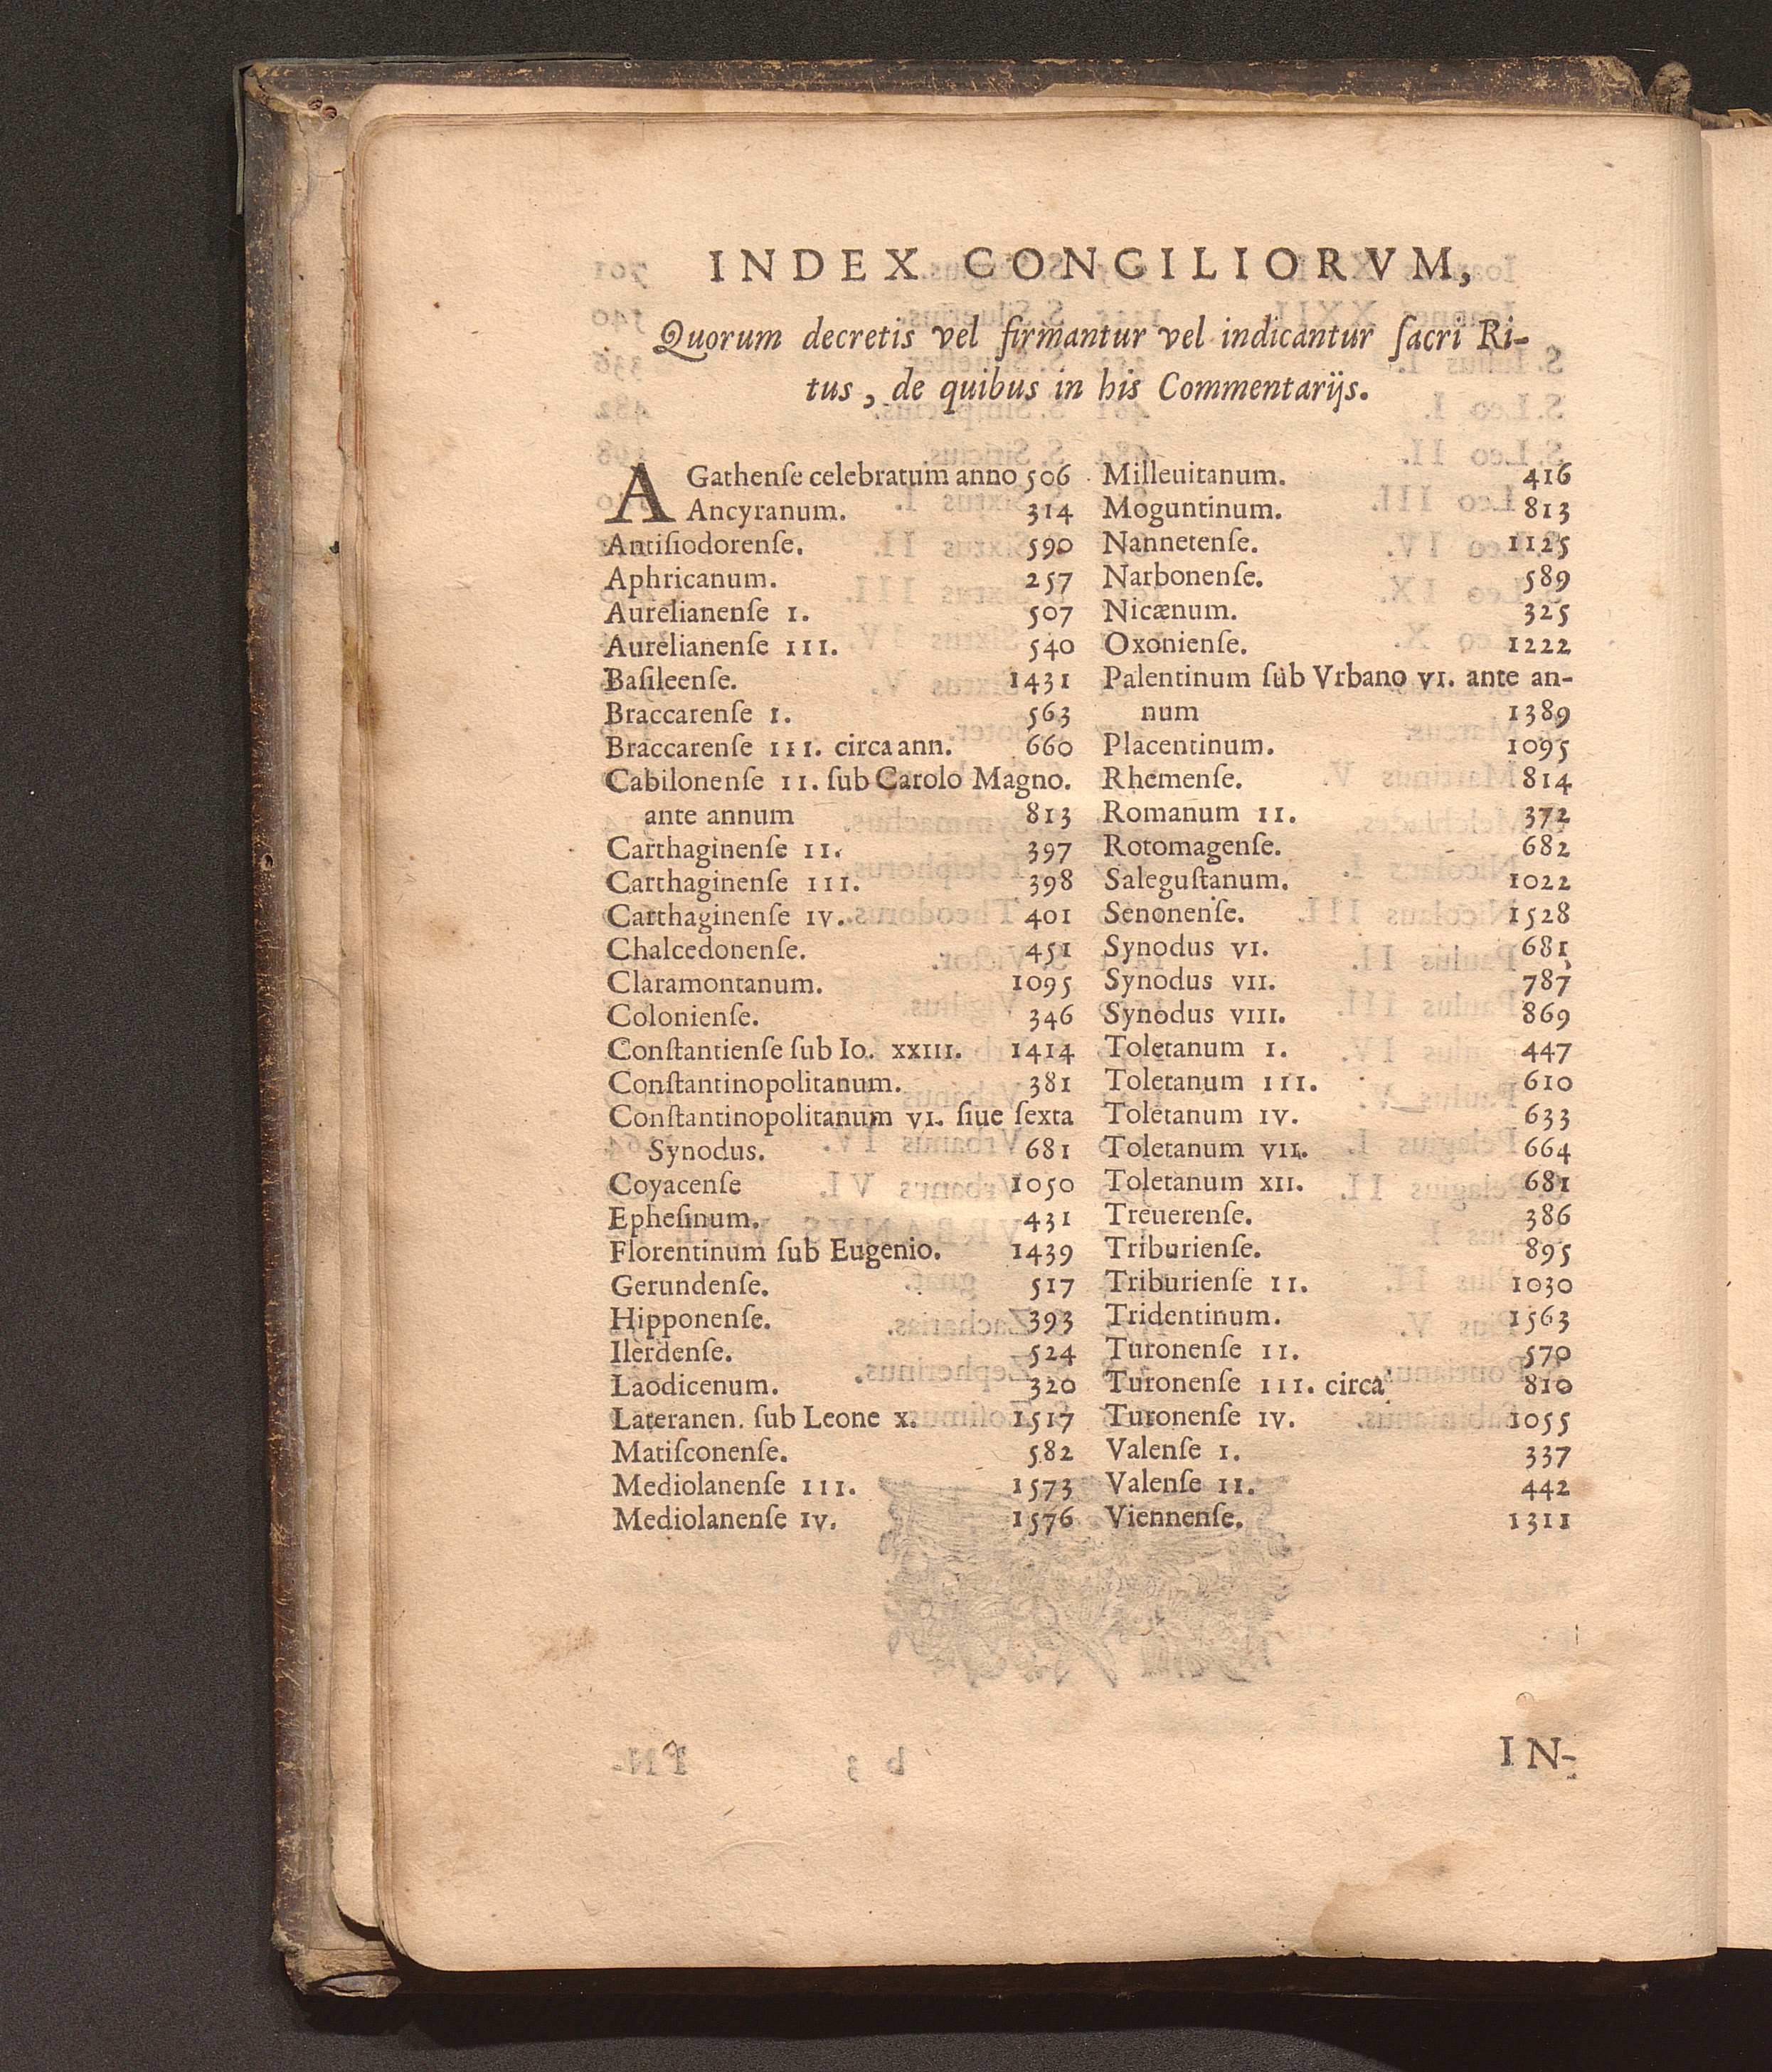 INDEX CONCILIORVM,
Quorum decretis vel firmantur vel indicantur ſacri Ri-
tus, de quibus in his Commentarijs.
AGathenſe celebratum anno 506
Ancyranum. 314
Antiſiodorenſe. 590
Aphricanum. 257
Aurelianenſe I. 507
Aurelianenſe III. 540
Baſileenſe. 1431
Braccarenſe I. 563
Braccarenſe III. circa ann. 660
Cabilonenſe II. ſub Carolo Magno.
ante annum 813
Carthaginenſe II. 397
Carthaginenſe III. 398
Carthaginenſe IV. 401
Chalcedonenſe. 451
Claramontanum. 1095
Colonienſe. 346
Conſtantienſe ſub Io. XXIII. 1414
Conſtantinopolitanum. 381
Conſtantinopolitanum VI. ſiue ſexta
Synodus. 681
Coyacenſe 1050
Epheſinum. 431
Florentinum ſub Eugenio. 1439
Gerundenſe. 517
Hipponenſe. 393
Ilerdenſe. 524
Laodicenum. 320
Lateranen. ſub Leone X. 1517
Matiſconenſe. 582
Mediolanenſe III. 1573
Mediolanenſe IV. 1576
Milleuitanum. 416
Moguntinum. 813
Nannetenſe. 1125
Narbonenſe. 589
Nicænum. 325
Oxonienſe. 1222
Palentinum ſub Vrbano VI. ante an-
num 1389
Placentinum. 1095
Rhemenſe. 814
Romanum II. 372
Rotomagenſe. 682
Saleguſtanum. 1022
Senonenſe. 1528
Synodus VI. 681
Synodus VII. 787
Synodus VIII. 869
Toletanum I. 447
Toletanum III. 610
Toletanum IV. 633
Toletanum VII. 664
Toletanum XII. 681
Treuerenſe. 386
Triburienſe. 895
Triburienſe II. 1030
Tridentinum. 1563
Turonenſe II. 570
Turonenſe III. circa 810
Turonenſe IV. 1055
Valenſe I. 337
Valenſe II. 442
Viennenſe. 1311
IN-